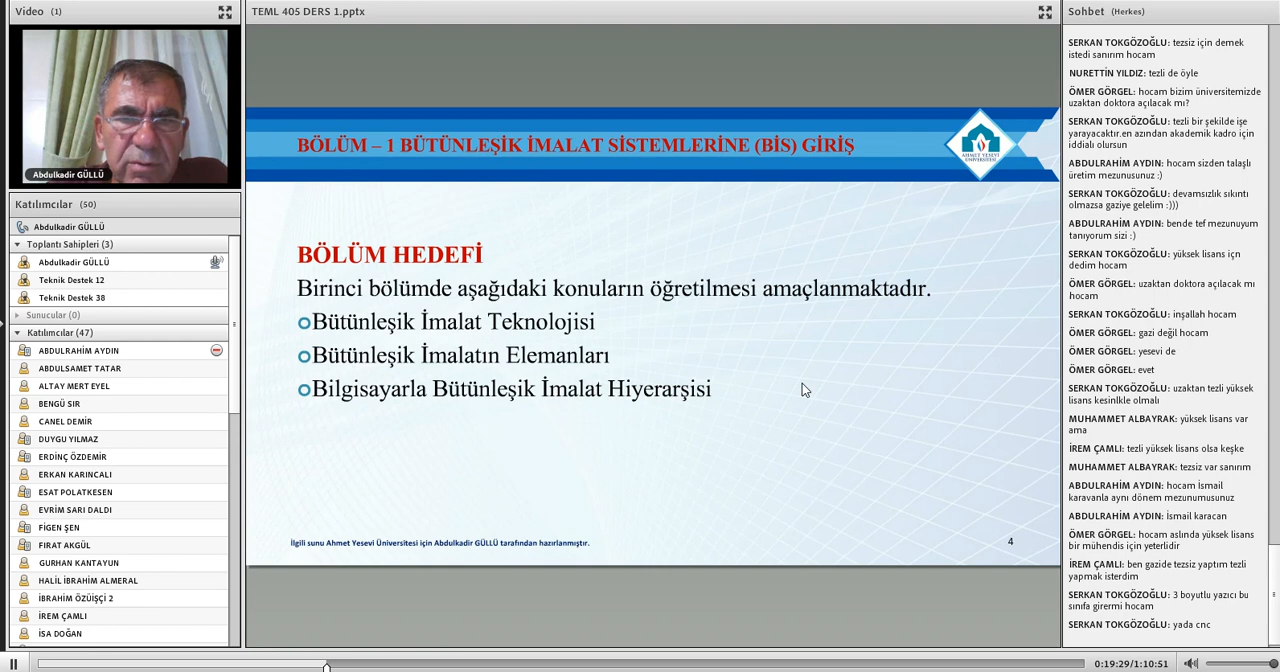 Video (1)
Abdulkadir GÜLLÜ
Katılımcılar (50)
Abdulkadir GÜLLÜ
Toplantı Sahipleri (3)
Abdulkadir GÜLLÜ
Teknik Destek 12
Teknik Destek 38
Sunucular (0)
Katılımcılar (47)
ABDULRAHİM AYDIN
ABDULSAMET TATAR
ALTAY MERT EYEL
BENGÜ SIR
CANEL DEMİR
DUYGU YILMAZ
ERDİNÇ ÖZDEMİR
ERKAN KARINCALI
ESAT POLATKESEN
EVRİM SARI DALDI
FİGEN ŞEN
FIRAT AKGÜL
GURHAN KANTAYUN
HALİL İBRAHİM ALMERAL
İBRAHİM ÖZÜİŞÇİ 2
İREM ÇAMLI
İSA DOĞAN
TEML 405 DERS 1.pptx
BÖLÜM – 1 BÜTÜNLEŞİK İMALAT SİSTEMLERİNE (BİS) GİRİŞ
AHMET YESEVİ
ÜNİVERSİTESİ
BÖLÜM HEDEFİ
Birinci bölümde aşağıdaki konuların öğretilmesi amaçlanmaktadır.
Bütünleşik İmalat Teknolojisi
Bütünleşik İmalatın Elemanları
Bilgisayarla Bütünleşik İmalat Hiyerarşisi
İlgili sunu Ahmet Yesevi Üniversitesi için Abdulkadir GÜLLÜ tarafından hazırlanmıştır.
4
Sohbet (Herkes)
SERKAN TOKGÖZOĞLU: tezsiz için demek
istedi sanırım hocam
NURETTİN YILDIZ: tezli de öyle
ÖMER GÖRGEL: hocam bizim üniversitemizde
uzaktan doktora açılacak mı?
SERKAN TOKGÖZOĞLU: tezli bir şekilde işe
yarayacaktır.en azından akademik kadro için
iddialı olursun
ABDULRAHİM AYDIN: hocam sizden talaşlı
üretim mezunusunuz :)
SERKAN TOKGÖZOĞLU: devamsızlık sıkıntı
olmazsa gaziye gelelim :)))
ABDULRAHİM AYDIN: bende tef mezunuyum
tanıyorum sizi :)
SERKAN TOKGÖZOĞLU: yüksek lisans içn
dedim hocam
ÖMER GÖRGEL: uzaktan doktora açılacak mı
hocam
SERKAN TOKGÖZOĞLU: inşallah hocam
ÖMER GÖRGEL: gazi değil hocam
ÖMER GÖRGEL: yesevi de
ÖMER GÖRGEL: evet
SERKAN TOKGÖZOĞLU: uzaktan tezli yüksek
lisans kesinlkle olmalı
MUHAMMET ALBAYRAK: yüksek lisans var
ama
İREM ÇAMLI: tezli yüksek lisans olsa keşke
MUHAMMET ALBAYRAK: tezsiz var sanırım
ABDULRAHİM AYDIN: hocam İsmail
karavanla aynı dönem mezunumusunuz
ABDULRAHİM AYDIN: İsmail karacan
ÖMER GÖRGEL: hocam aslında yüksek lisans
bir mühendis için yeterlidir
İREM ÇAMLI: ben gazide tezsiz yaptım tezli
yapmak isterdim
SERKAN TOKGÖZOĞLU: 3 boyutlu yazıcı bu
sınıfa girermi hocam
SERKAN TOKGÖZOĞLU: yada cnc
0:19:29/1:10:51